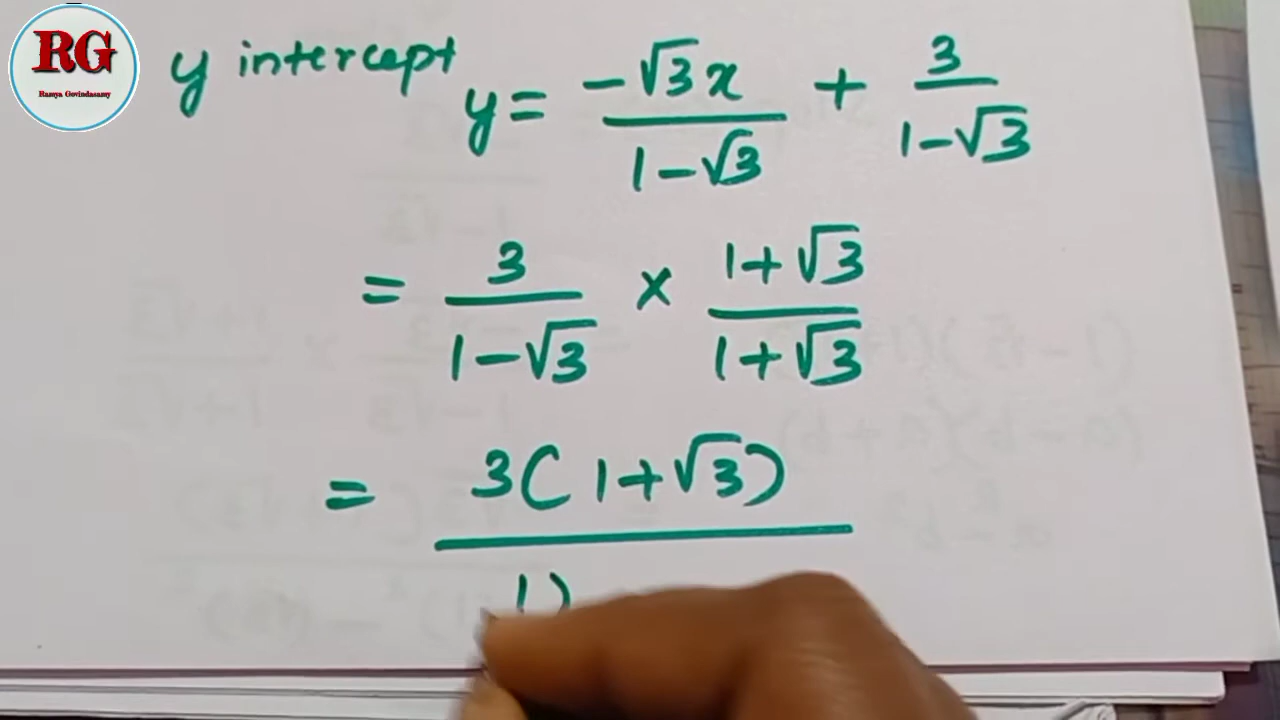 RG
Ramya Govindasamy
y intercept y = -√3x/(1-√3) + 3/(1-√3)
= 3/(1-√3) × (1+√3)/(1+√3)
= 3(1+√3)
1)